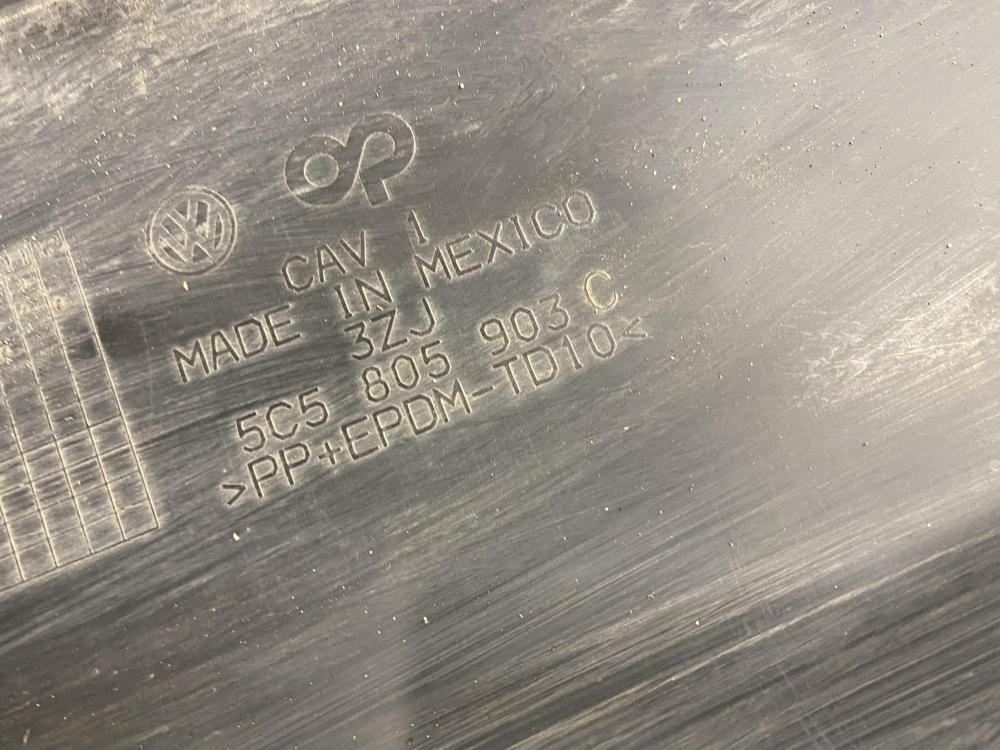 CAV 1
MADE IN MEXICO
3ZJ
5C5 805 903 C
>PP+EPDM-TD10<